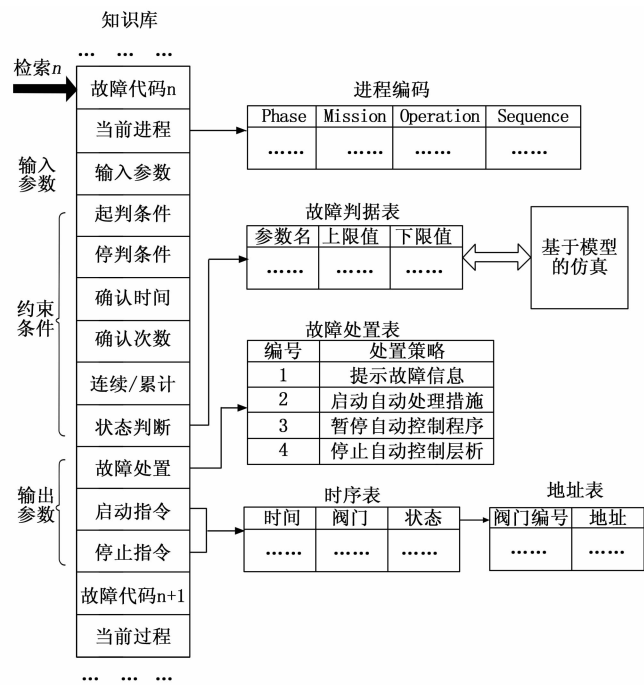 知识库
… … …
检索n
故障代码n
当前进程
输入参数
起判条件
停判条件
确认时间
确认次数
连续/累计
状态判断
故障处置
启动指令
停止指令
故障代码n+1
当前过程
… … …
输入
参数
约束
条件
输出
参数
进程编码
Phase Mission Operation Sequence
…… …… …… ……
故障判据表
参数名 上限值 下限值
…… …… ……
基于模型
的仿真
故障处置表
编号 处置策略
1 提示故障信息
2 启动自动处理措施
3 暂停自动控制程序
4 停止自动控制层析
时序表
时间 阀门 状态
…… …… ……
地址表
阀门编号 地址
…… ……